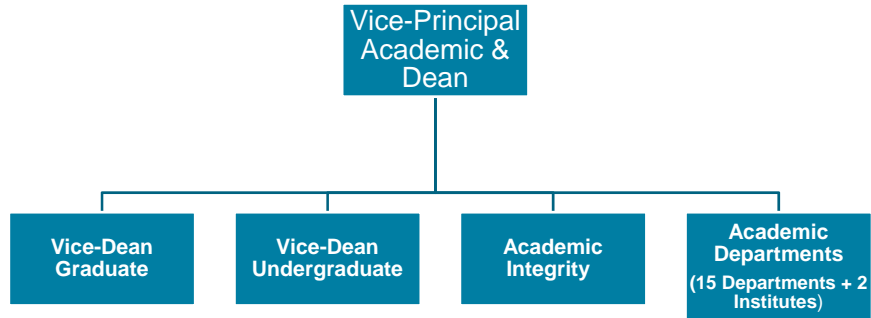 Vice-Principal
Academic &
Dean
Vice-Dean
Graduate
Vice-Dean
Undergraduate
Academic
Integrity
Academic
Departments
(15 Departments + 2
Institutes)